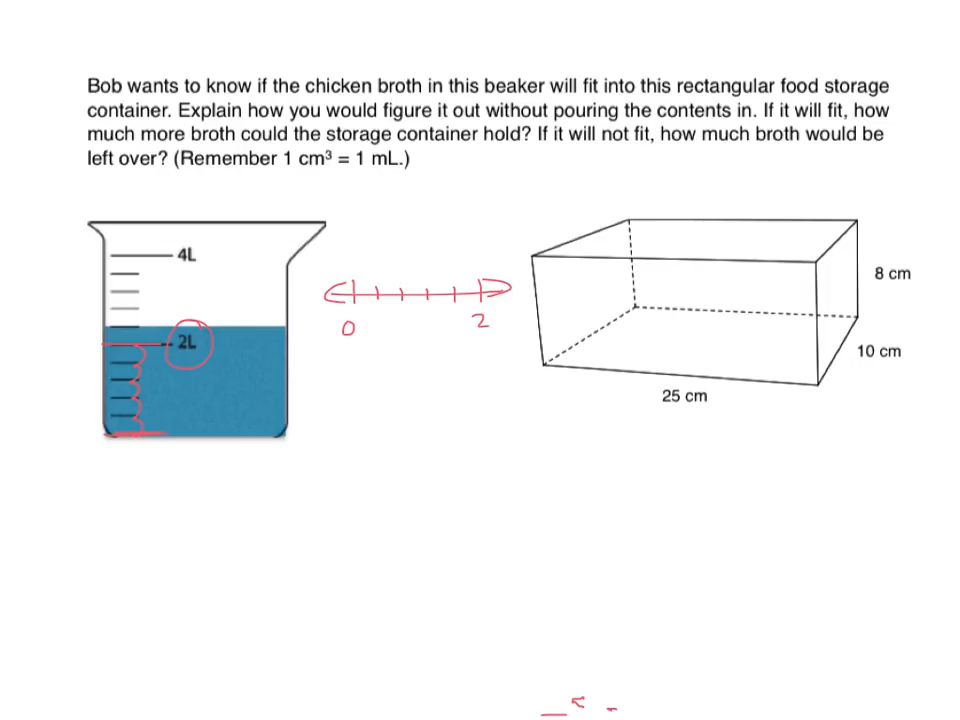 Bob wants to know if the chicken broth in this beaker will fit into this rectangular food storage
container. Explain how you would figure it out without pouring the contents in. If it will fit, how
much more broth could the storage container hold? If it will not fit, how much broth would be
left over? (Remember 1 cm³ = 1 mL.)
4L
2L
0 2
8 cm
10 cm
25 cm